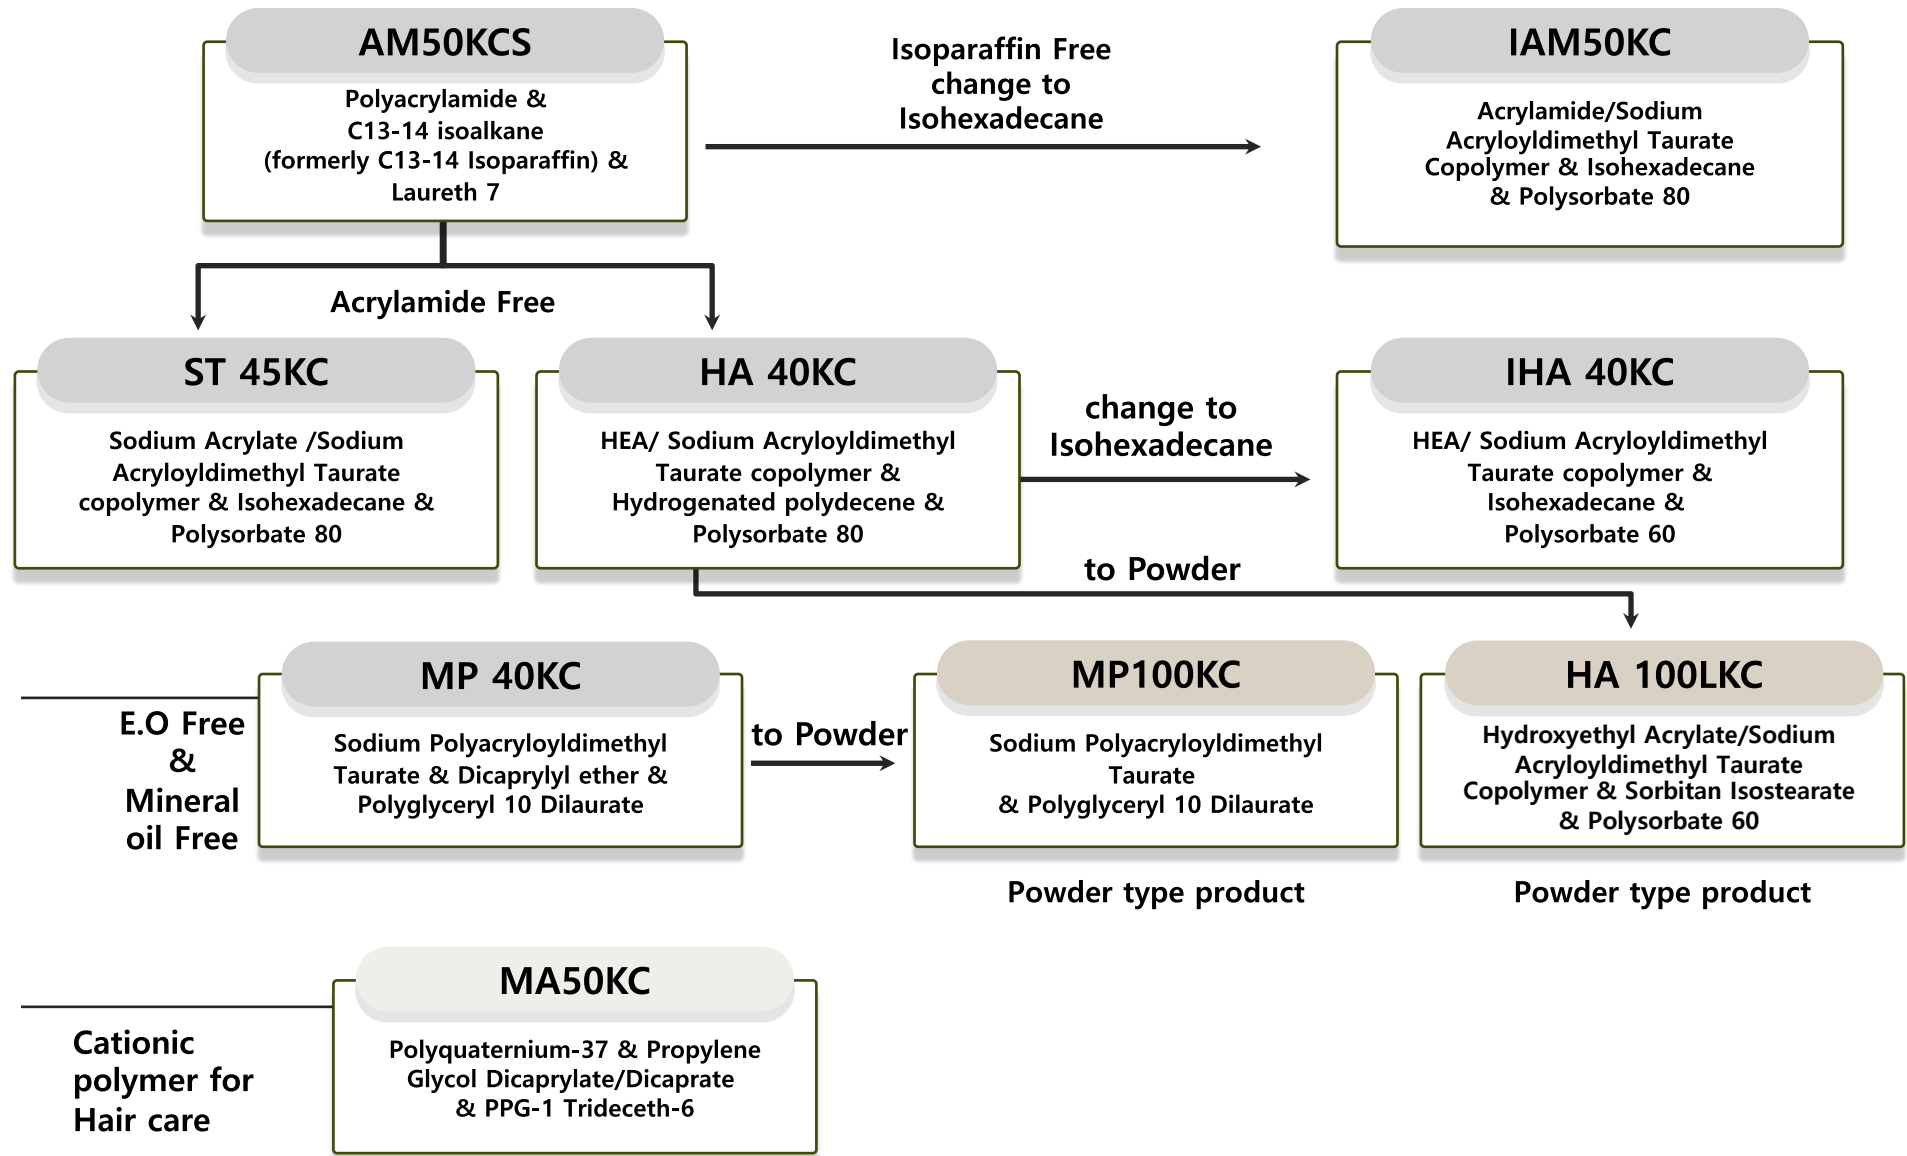 AM50KCS
Polyacrylamide &
C13-14 isoalkane
(formerly C13-14 Isoparaffin) &
Laureth 7
Isoparaffin Free
change to
Isohexadecane
IAM50KC
Acrylamide/Sodium
Acryloyldimethyl Taurate
Copolymer & Isohexadecane
& Polysorbate 80
Acrylamide Free
ST 45KC
Sodium Acrylate /Sodium
Acryloyldimethyl Taurate
copolymer & Isohexadecane &
Polysorbate 80
HA 40KC
HEA/ Sodium Acryloyldimethyl
Taurate copolymer &
Hydrogenated polydecene &
Polysorbate 80
change to
Isohexadecane
IHA 40KC
HEA/ Sodium Acryloyldimethyl
Taurate copolymer &
Isohexadecane &
Polysorbate 60
to Powder
E.O Free
&
Mineral
oil Free
MP 40KC
Sodium Polyacryloyldimethyl
Taurate & Dicaprylyl ether &
Polyglyceryl 10 Dilaurate
to Powder
MP100KC
Sodium Polyacryloyldimethyl
Taurate
& Polyglyceryl 10 Dilaurate
Powder type product
HA 100LKC
Hydroxyethyl Acrylate/Sodium
Acryloyldimethyl Taurate
Copolymer & Sorbitan Isostearate
& Polysorbate 60
Powder type product
Cationic
polymer for
Hair care
MA50KC
Polyquaternium-37 & Propylene
Glycol Dicaprylate/Dicaprate
& PPG-1 Trideceth-6